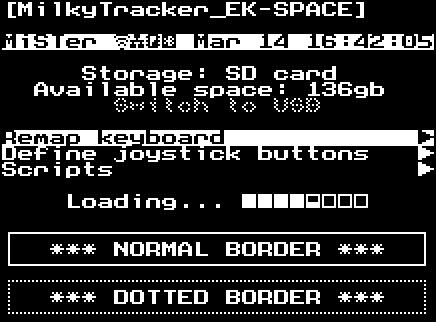 [MilkyTracker_EK-SPACE]
MiSTer Mar 14 16:42:05
Storage: SD card
Available space: 136gb
Switch to USB
Remap keyboard
Define joystick buttons
Scripts
Loading...
*** NORMAL BORDER ***
*** DOTTED BORDER ***